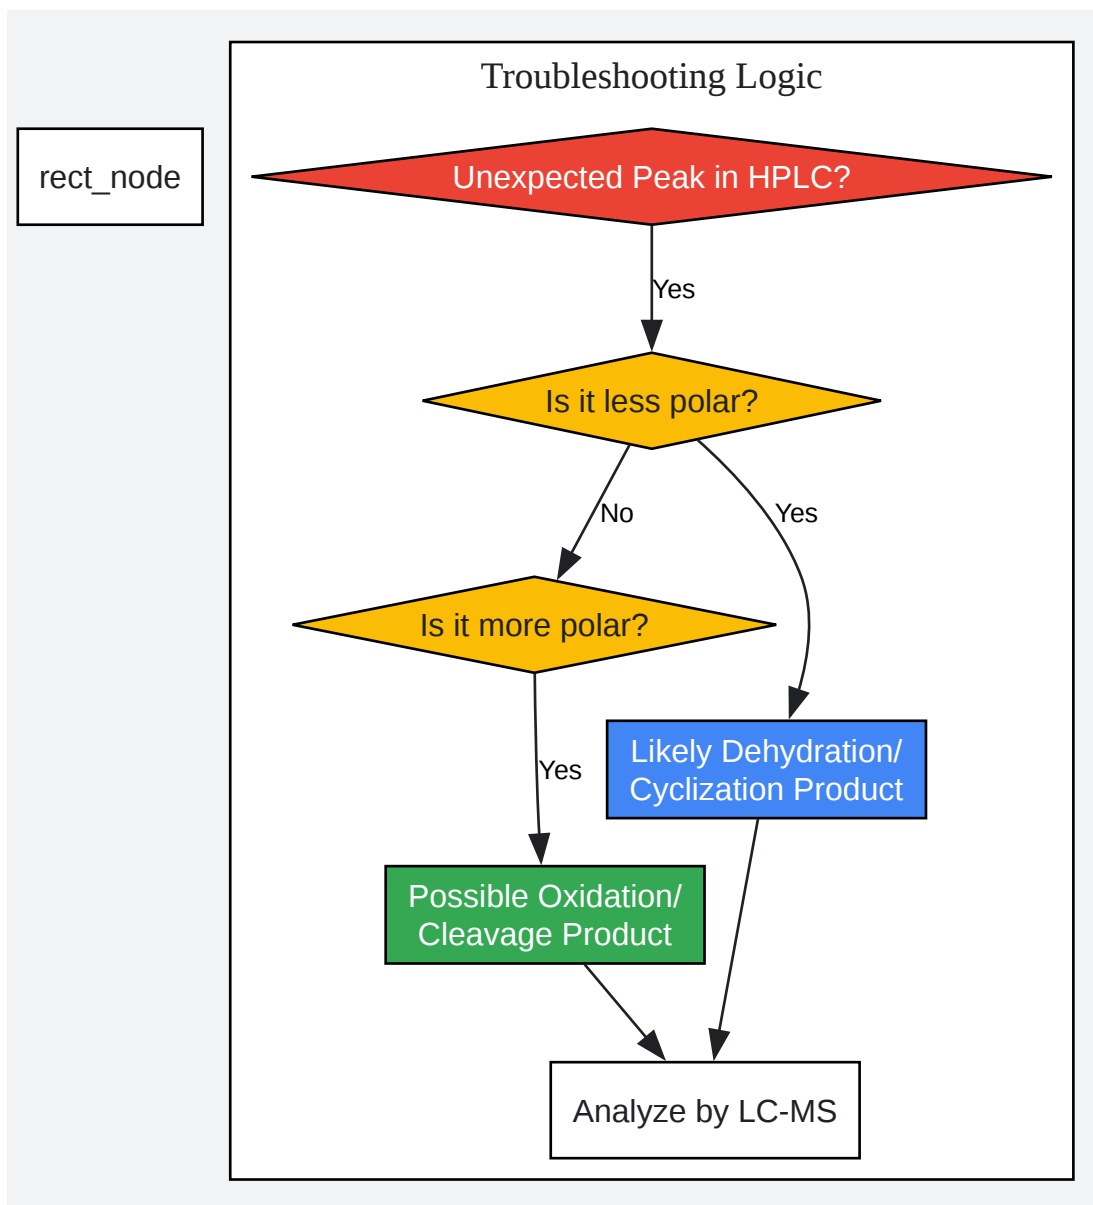 Troubleshooting Logic
rect_node
Unexpected Peak in HPLC?
Yes
Is it less polar?
No
Yes
Is it more polar?
Likely Dehydration/
Cyclization Product
Yes
Possible Oxidation/
Cleavage Product
Analyze by LC-MS